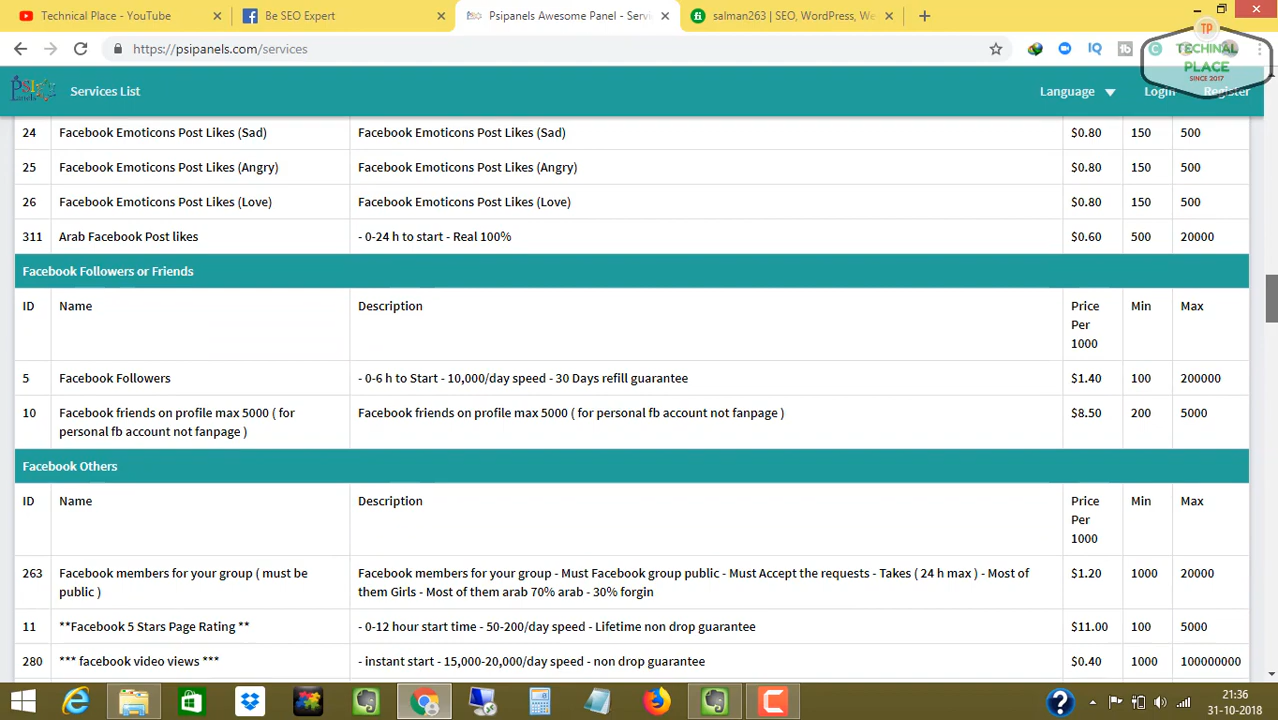 Technical Place - YouTube
Be SEO Expert
Psipanels Awesome Panel - Servi
salman263 | SEO, WordPress, We
https://psipanels.com/services
IQ
tb
TP
TECHINAL
PLACE
SINCE 2017
PSI
Panels
Services List
Language
Login
Register
24 Facebook Emoticons Post Likes (Sad) Facebook Emoticons Post Likes (Sad) $0.80 150 500
25 Facebook Emoticons Post Likes (Angry) Facebook Emoticons Post Likes (Angry) $0.80 150 500
26 Facebook Emoticons Post Likes (Love) Facebook Emoticons Post Likes (Love) $0.80 150 500
311 Arab Facebook Post likes - 0-24 h to start - Real 100% $0.60 500 20000
Facebook Followers or Friends
ID Name Description Price Min Max
Per
1000
5 Facebook Followers - 0-6 h to Start - 10,000/day speed - 30 Days refill guarantee $1.40 100 200000
10 Facebook friends on profile max 5000 ( for Facebook friends on profile max 5000 ( for personal fb account not fanpage ) $8.50 200 5000
personal fb account not fanpage )
Facebook Others
ID Name Description Price Min Max
Per
1000
263 Facebook members for your group ( must be Facebook members for your group - Must Facebook group public - Must Accept the requests - Takes ( 24 h max ) - Most of $1.20 1000 20000
public ) them Girls - Most of them arab 70% arab - 30% forgin
11 **Facebook 5 Stars Page Rating ** - 0-12 hour start time - 50-200/day speed - Lifetime non drop guarantee $11.00 100 5000
280 *** facebook video views *** - instant start - 15,000-20,000/day speed - non drop guarantee $0.40 1000 100000000
21:36
31-10-2018